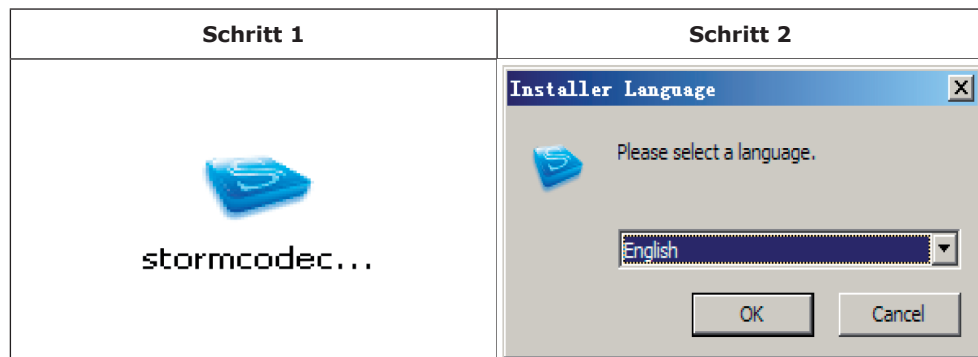 Schritt 1
Schritt 2
stormcodec...
Installer Language
Please select a language.
English
OK
Cancel